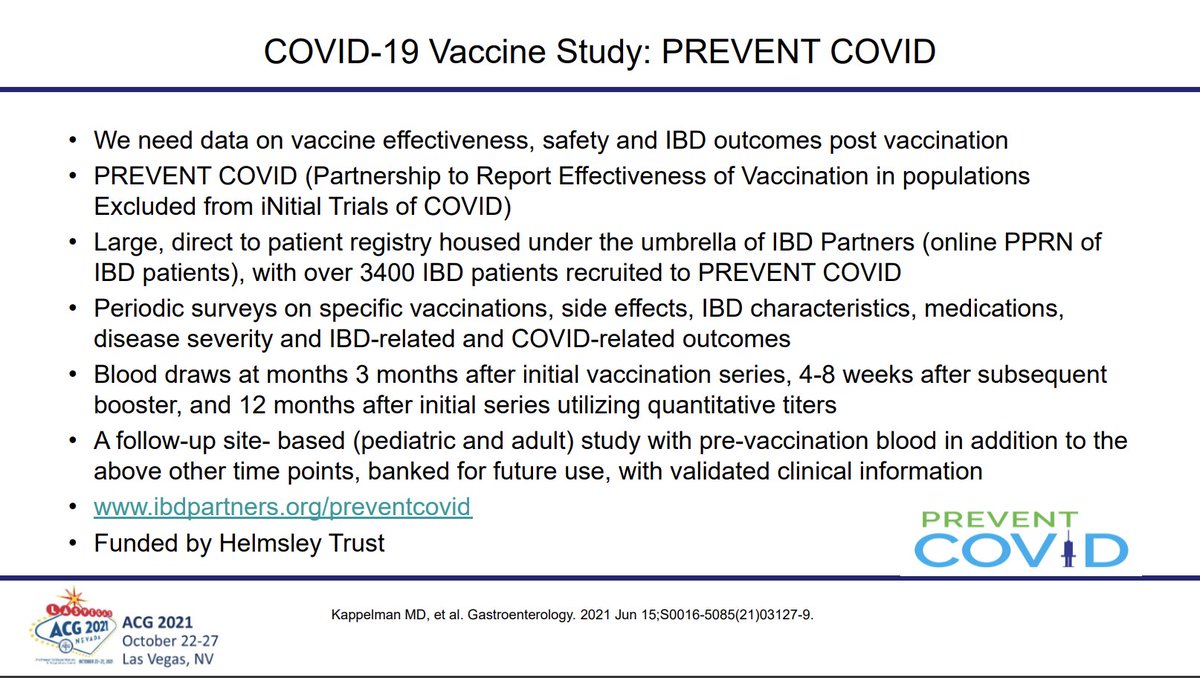 COVID-19 Vaccine Study: PREVENT COVID
• We need data on vaccine effectiveness, safety and IBD outcomes post vaccination
• PREVENT COVID (Partnership to Report Effectiveness of Vaccination in populations
Excluded from iNitial Trials of COVID)
• Large, direct to patient registry housed under the umbrella of IBD Partners (online PPRN of
IBD patients), with over 3400 IBD patients recruited to PREVENT COVID
• Periodic surveys on specific vaccinations, side effects, IBD characteristics, medications,
disease severity and IBD-related and COVID-related outcomes
• Blood draws at months 3 months after initial vaccination series, 4-8 weeks after subsequent
booster, and 12 months after initial series utilizing quantitative titers
• A follow-up site- based (pediatric and adult) study with pre-vaccination blood in addition to the
above other time points, banked for future use, with validated clinical information
• www.ibdpartners.org/preventcovid
• Funded by Helmsley Trust
PREVENT
COVID
LAS VEGAS
ACG 2021
NEVADA
ACG 2021
October 22-27
Las Vegas, NV
Kappelman MD, et al. Gastroenterology. 2021 Jun 15;S0016-5085(21)03127-9.